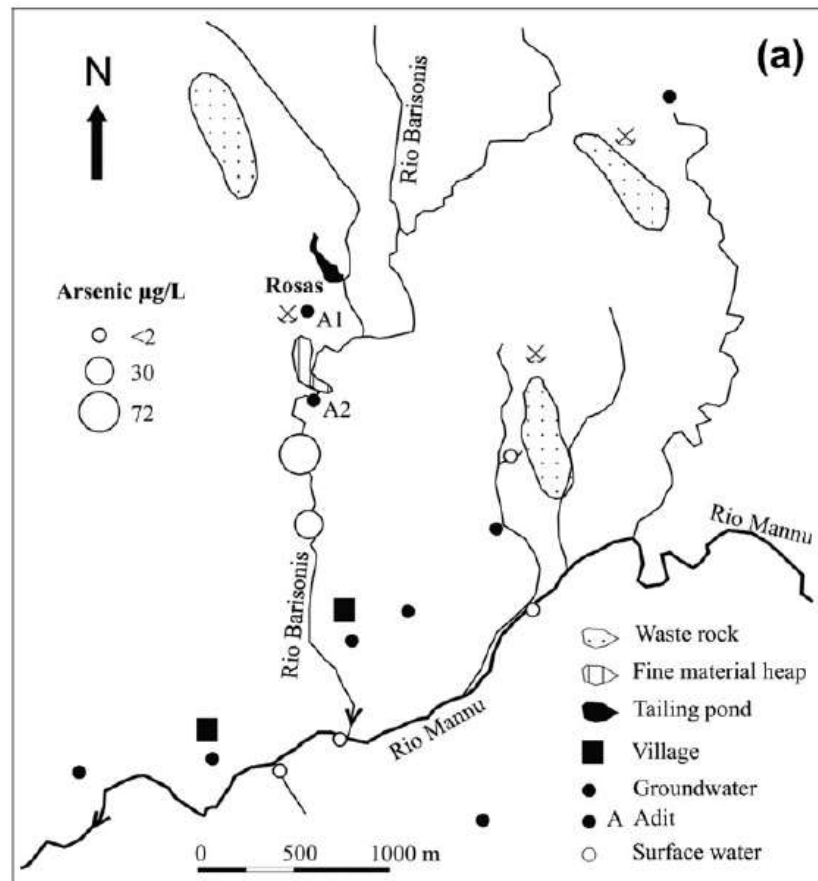 (a)
N
Rio Barisonis
Rosas
A1
Arsenic µg/L
<2
30
72
A2
Rio Mannu
Rio Barisonis
Waste rock
Fine material heap
Tailing pond
Rio Mannu
Village
Groundwater
A Adit
Surface water
0 500 1000 m